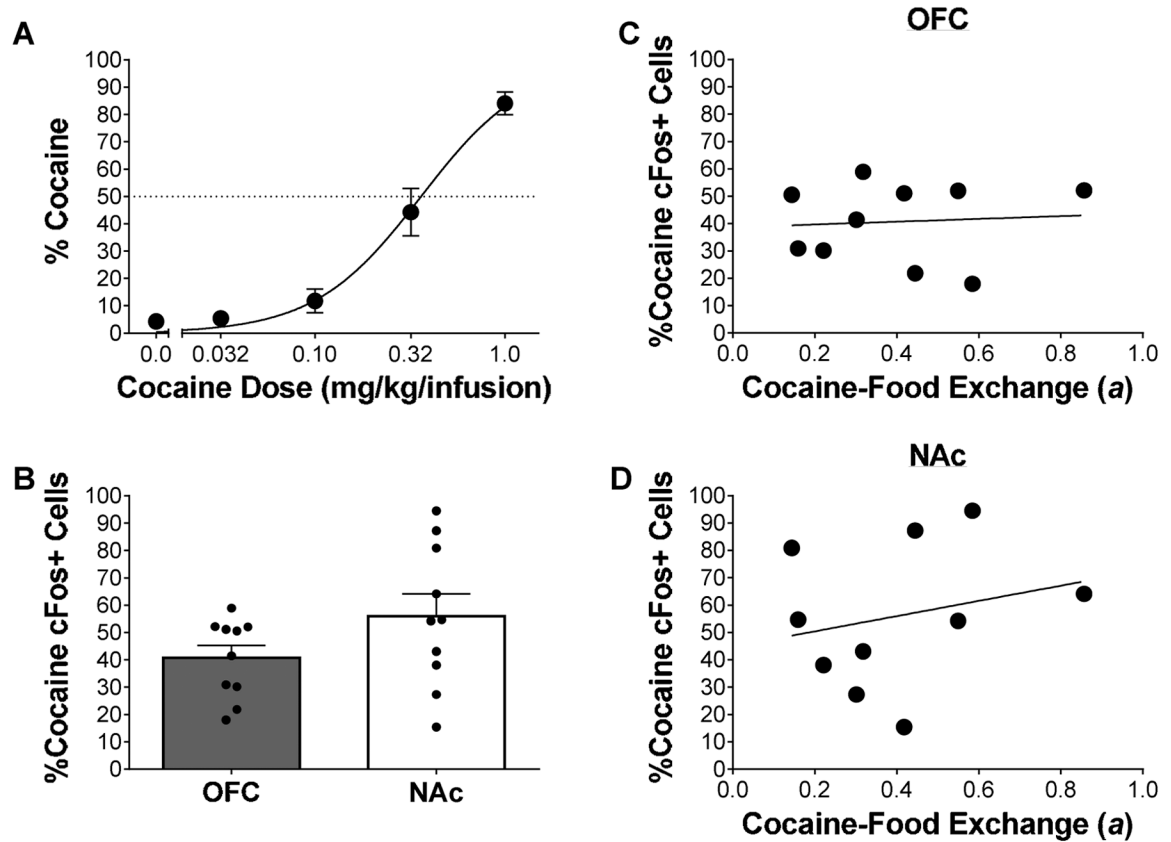 A
% Cocaine
100
90
80
70
60
50
40
30
20
10
0
0.0 0.032 0.10 0.32 1.0
Cocaine Dose (mg/kg/infusion)
C
OFC
%Cocaine cFos+ Cells
100
90
80
70
60
50
40
30
20
10
0
0.0 0.2 0.4 0.6 0.8 1.0
Cocaine-Food Exchange (a)
B
%Cocaine cFos+ Cells
100
90
80
70
60
50
40
30
20
10
0
OFC NAc
D
NAc
%Cocaine cFos+ Cells
100
90
80
70
60
50
40
30
20
10
0
0.0 0.2 0.4 0.6 0.8 1.0
Cocaine-Food Exchange (a)